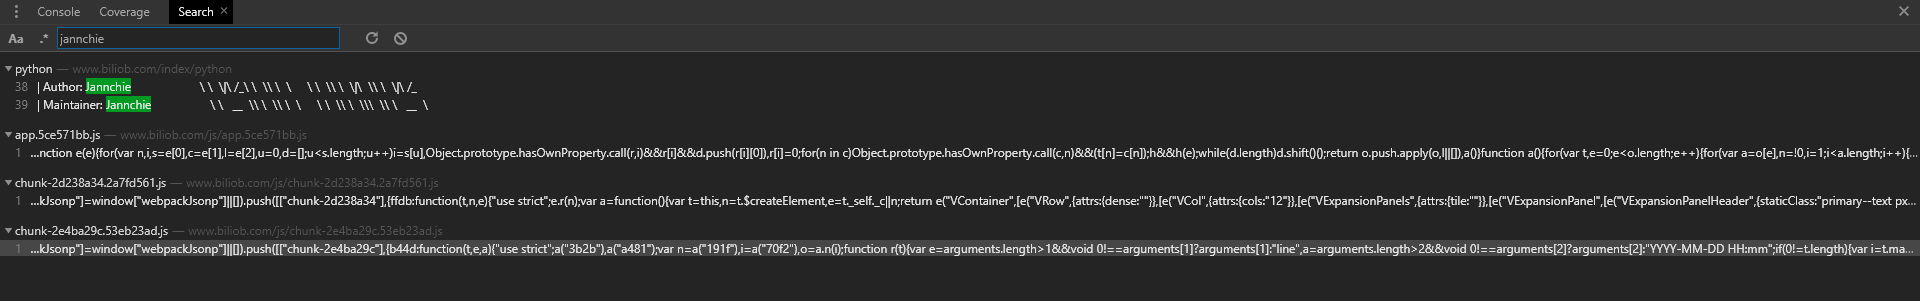 Console Coverage Search ×
Aa .* jannchie
python — www.biliob.com/index/python
38 | Author: Jannchie \ \ \|\ /_\ \ \\ \ \ \ \ \\ \ \|\ \\ \ \|\ /_
39 | Maintainer: Jannchie \ \ __ \\ \ \\ \ \ \ \ \\ \ \\\ \\ \ __ \
app.5ce571bb.js — www.biliob.com/js/app.5ce571bb.js
1 …nction e(e){for(var n,i,s=e[0],c=e[1],l=e[2],u=0,d=[];u<s.length;u++)i=s[u],Object.prototype.hasOwnProperty.call(r,i)&&r[i]&&d.push(r[i][0]),r[i]=0;for(n in c)Object.prototype.hasOwnProperty.call(c,n)&&(t[n]=c[n]);h&&h(e);while(d.length)d.shift()();return o.push.apply(o,l||[]),a()}function a(){for(var t,e=0;e<o.length;e++){for(var a=o[e],n=!0,i=1;i<a.length;i++){…
chunk-2d238a34.2a7fd561.js — www.biliob.com/js/chunk-2d238a34.2a7fd561.js
1 …kJsonp"]=window["webpackJsonp"]||[]).push([["chunk-2d238a34"],{ffdb:function(t,n,e){"use strict";e.r(n);var a=function(){var t=this,n=t.$createElement,e=t._self._c||n;return e("VContainer",[e("VRow",{attrs:{dense:""}},[e("VCol",{attrs:{cols:"12"}},[e("VExpansionPanels",{attrs:{tile:""}},[e("VExpansionPanel",[e("VExpansionPanelHeader",{staticClass:"primary--text px…
chunk-2e4ba29c.53eb23ad.js — www.biliob.com/js/chunk-2e4ba29c.53eb23ad.js
1 …kJsonp"]=window["webpackJsonp"]||[]).push([["chunk-2e4ba29c"],{b44d:function(t,e,a){"use strict";a("3b2b"),a("a481");var n=a("191f"),i=a("70f2"),o=a.n(i);function r(t){var e=arguments.length>1&&void 0!==arguments[1]?arguments[1]:"line",a=arguments.length>2&&void 0!==arguments[2]?arguments[2]:"YYYY-MM-DD HH:mm";if(0!=t.length){var i=t.ma…